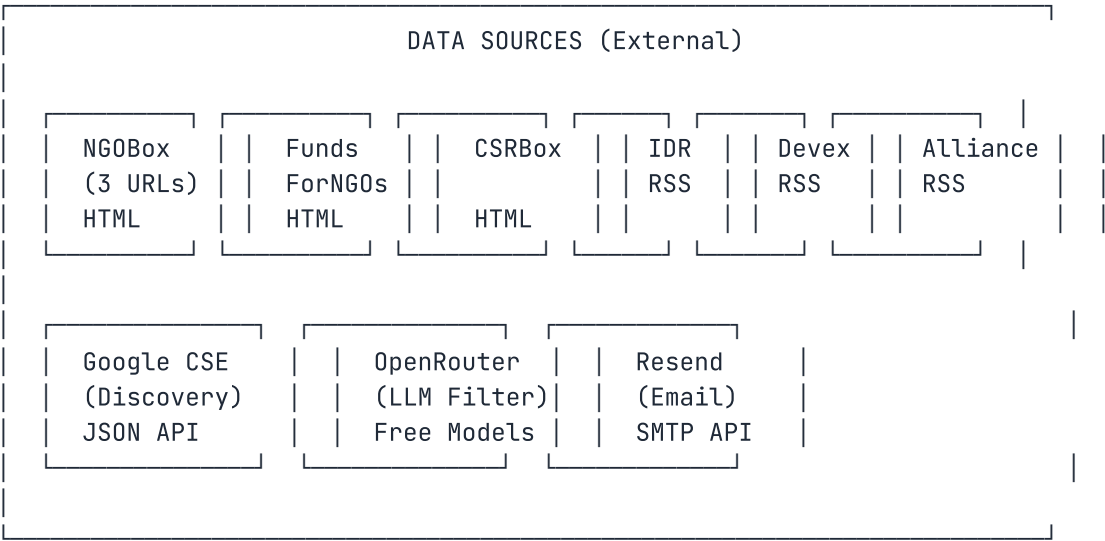 DATA SOURCES (External)
NGOBox Funds CSRBox IDR Devex Alliance
(3 URLs) ForNGOs RSS RSS RSS
HTML HTML HTML
Google CSE OpenRouter Resend
(Discovery) (LLM Filter) (Email)
JSON API Free Models SMTP API